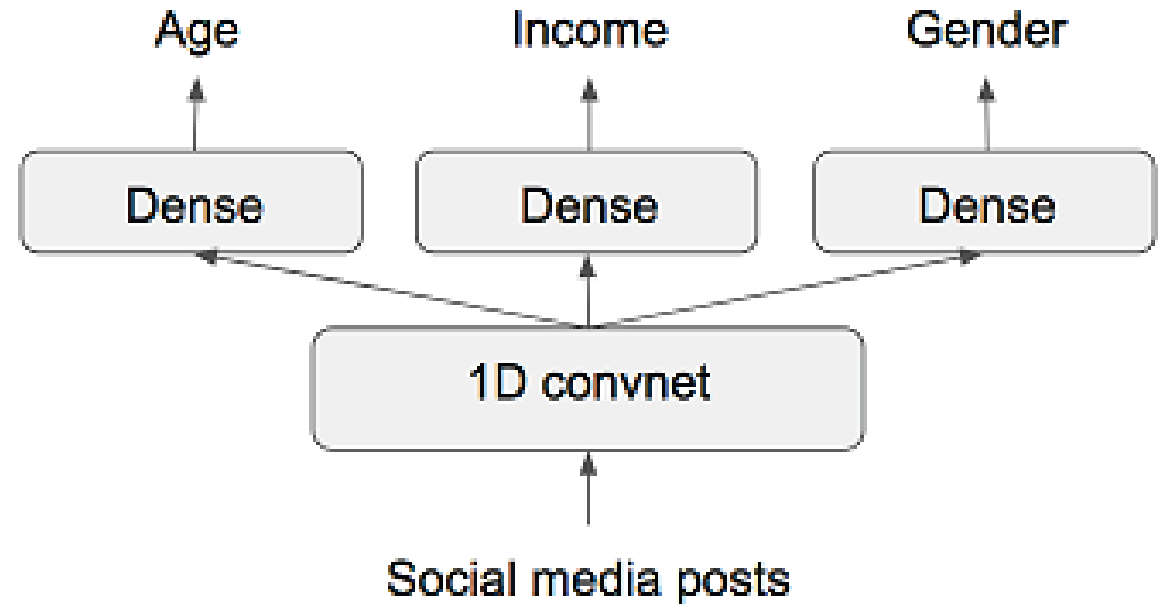 Age Income Gender
Dense Dense Dense
1D convnet
Social media posts